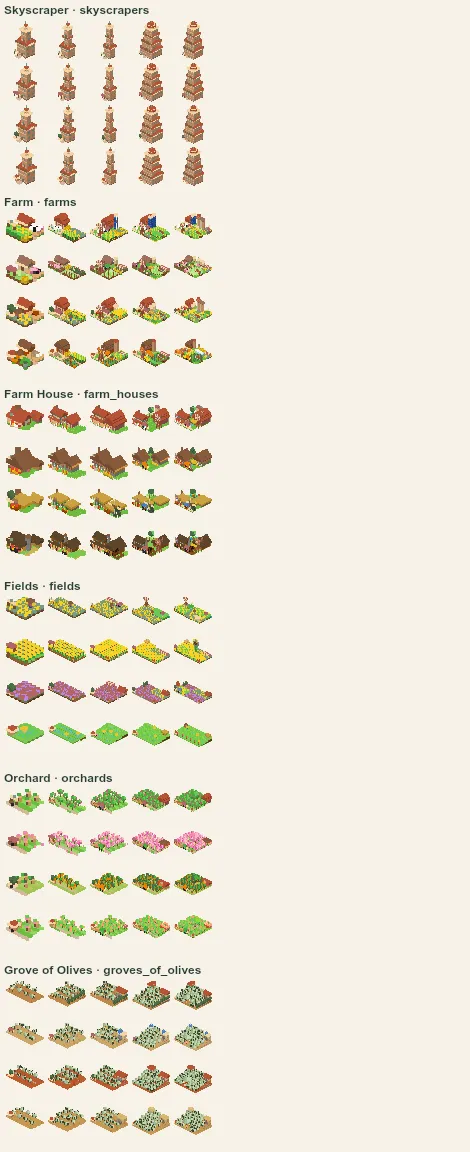 Skyscraper · skyscrapers
Farm · farms
Farm House · farm_houses
Fields · fields
Orchard · orchards
Grove of Olives · groves_of_olives